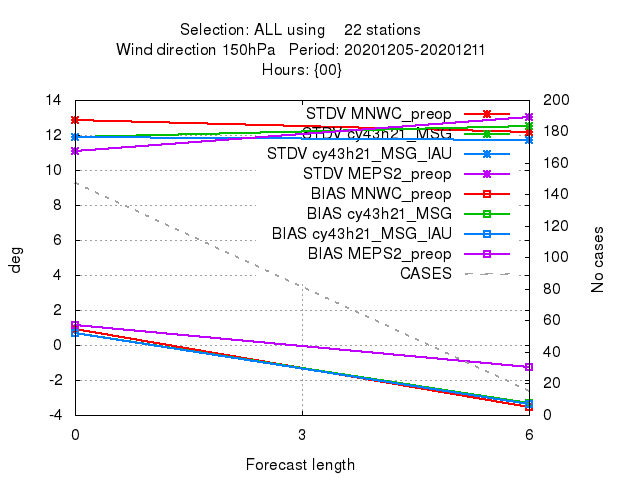 Selection: ALL using 22 stations
Wind direction 150hPa Period: 20201205-20201211
Hours: {00}
14
12
10
8
6
4
2
0
-2
-4
deg
200
180
160
140
120
100
80
60
40
20
0
No cases
STDV MNWC_preop
STDV cy43h21_MSG
STDV cy43h21_MSG_IAU
STDV MEPS2_preop
BIAS MNWC_preop
BIAS cy43h21_MSG
BIAS cy43h21_MSG_IAU
BIAS MEPS2_preop
CASES
0 3 6
Forecast length